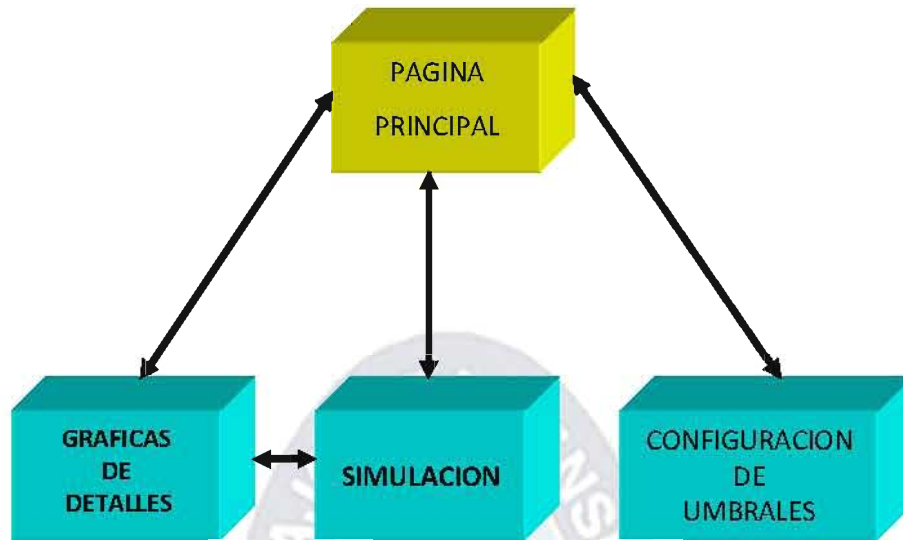 PAGINA
PRINCIPAL
GRAFICAS
DE
DETALLES
SIMULACION
CONFIGURACION
DE
UMBRALES